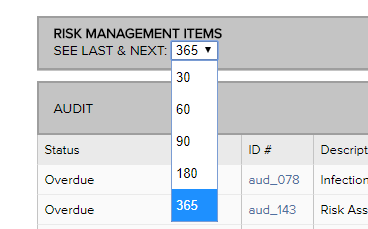 RISK MANAGEMENT ITEMS
SEE LAST & NEXT: 365
30
60
90
180
365
AUDIT
Status ID # Descript
Overdue aud_078 Infection
Overdue aud_143 Risk Ass